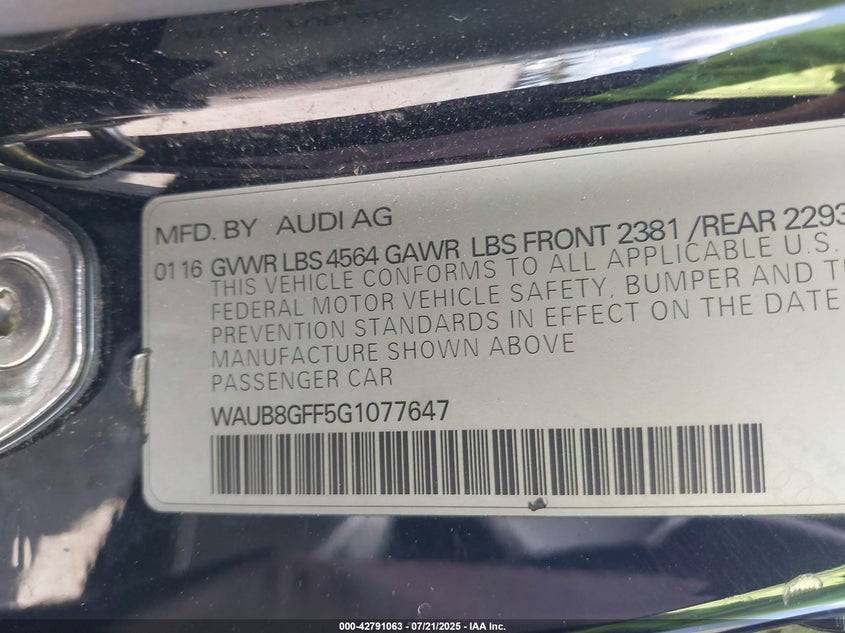 MFD. BY AUDI AG
01 16 GVWR LBS 4564 GAWR LBS FRONT 2381 /REAR 2293
THIS VEHICLE CONFORMS TO ALL APPLICABLE U.S.
FEDERAL MOTOR VEHICLE SAFETY, BUMPER AND
PREVENTION STANDARDS IN EFFECT ON THE DATE
MANUFACTURE SHOWN ABOVE
PASSENGER CAR
WAUB8GFF5G1077647
000-42791063 - 07/21/2025 - IAA Inc.